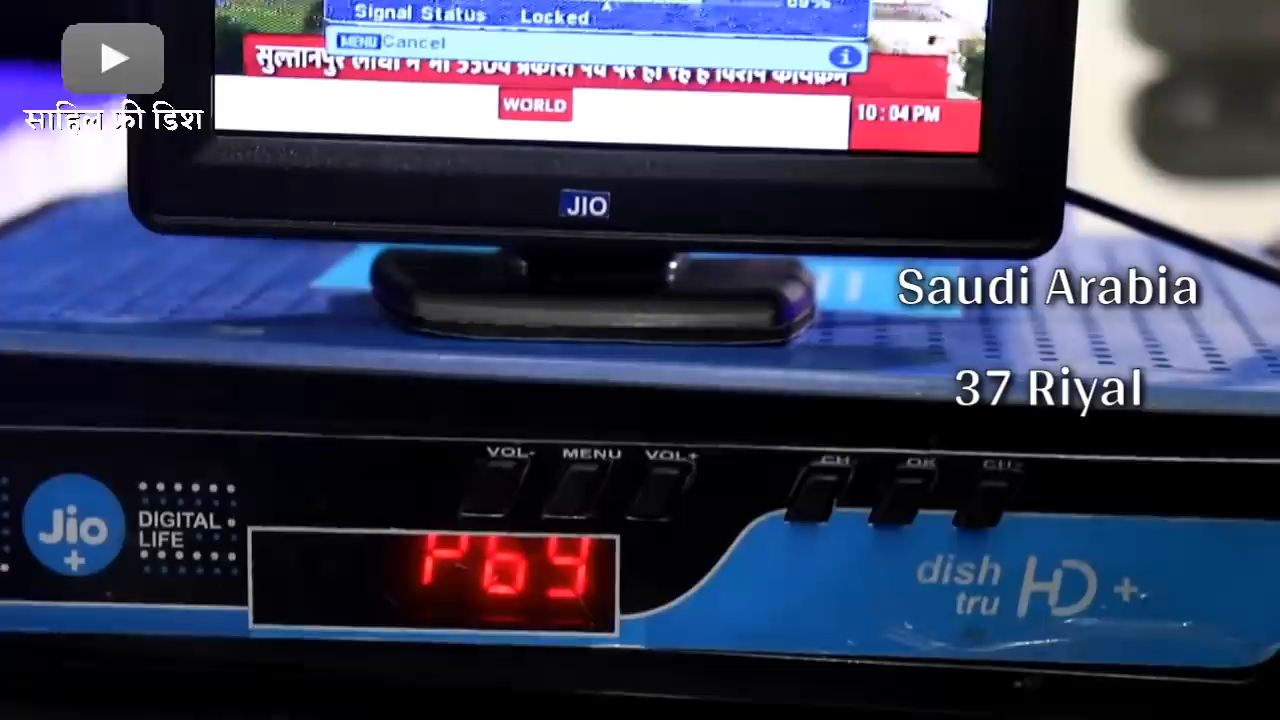 Signal Status Locked
MENU Cancel
i
WORLD
10:04 PM
साहिल फ्री डिश
JIO
Saudi Arabia
37 Riyal
VOL- MENU VOL+
OK
Jio
+
DIGITAL
LIFE
P69
dish
tru
HD+